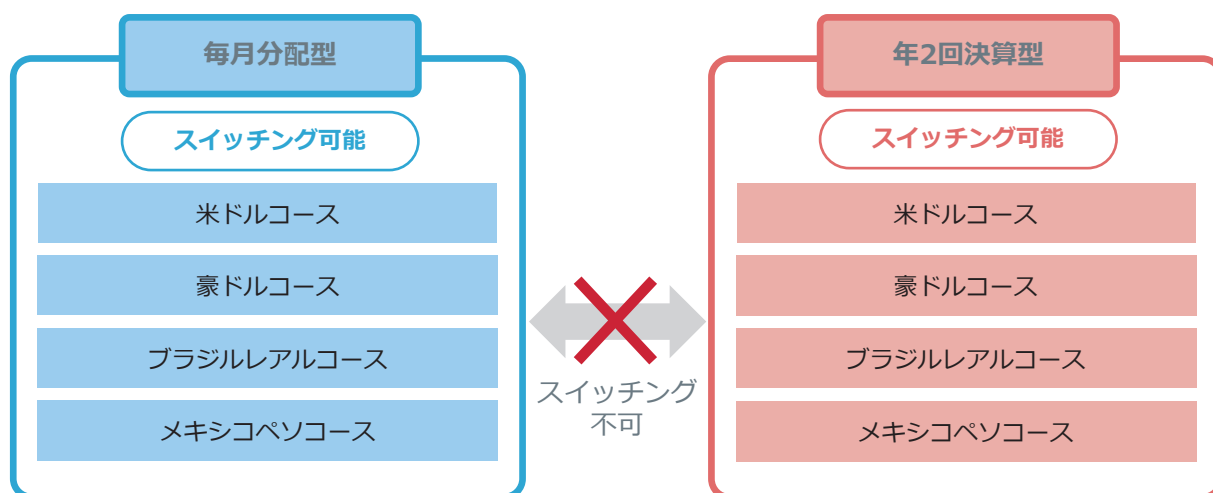 毎月分配型
スイッチング可能
米ドルコース
豪ドルコース
ブラジルレアルコース
メキシコペソコース
スイッチング
不可
年2回決算型
スイッチング可能
米ドルコース
豪ドルコース
ブラジルレアルコース
メキシコペソコース